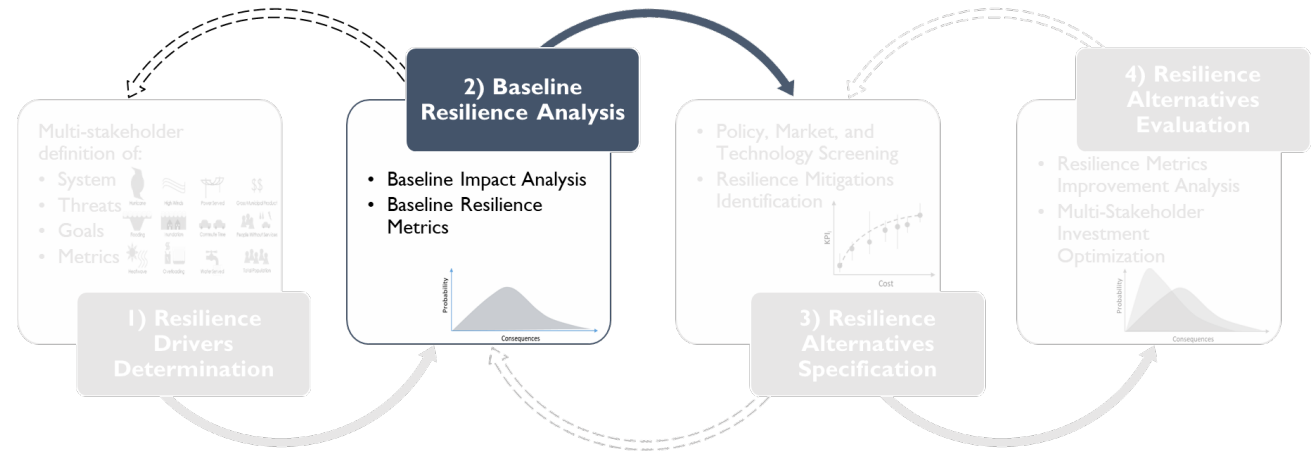 Multi-stakeholder
definition of:
• System
• Threats
• Goals
• Metrics
$$
1) Resilience
Drivers
Determination
2) Baseline
Resilience Analysis
• Baseline Impact Analysis
• Baseline Resilience
Metrics
Probability
Consequences
• Policy, Market, and
Technology Screening
• Resilience Mitigations
Identification
KPI
Cost
3) Resilience
Alternatives
Specification
4) Resilience
Alternatives
Evaluation
• Resilience Metrics
Improvement Analysis
• Multi-Stakeholder
Investment
Optimization
Probability
Consequences